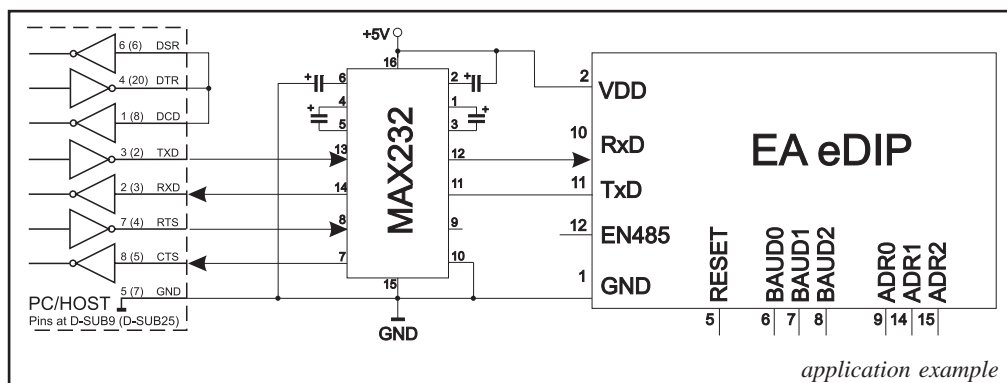 6 (6) DSR
4 (20) DTR
1 (8) DCD
3 (2) TXD
2 (3) RXD
7 (4) RTS
8 (5) CTS
5 (7) GND
PC/HOST
Pins at D-SUB9 (D-SUB25)
+5V
16
6
2
+
+
4
1
+
+
5
3
13
12
14
11
8
9
7
10
15
MAX232
GND
2
VDD
10
RxD
11
TxD
12
EN485
1
GND
EA eDIP
RESET
BAUD0
BAUD1
BAUD2
ADR0
ADR1
ADR2
5
6
7
8
9
14
15
application example